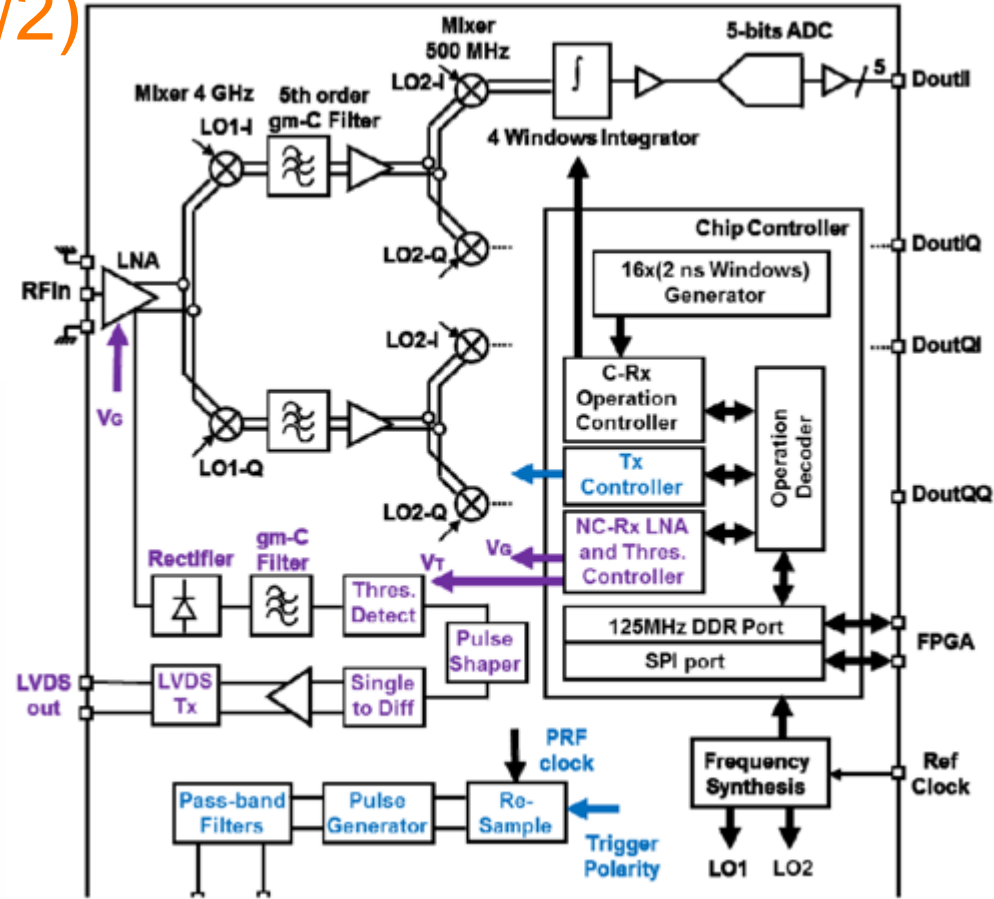 /2)
Mixer
500 MHz
5-bits ADC
LO2-I
∫
5
DoutII
Mixer 4 GHz
5th order
gm-C Filter
LO1-I
4 Windows Integrator
Chip Controller
LO2-Q
DoutIQ
16x(2 ns Windows)
Generator
LNA
RFin
LO2-I
DoutQI
C-Rx
Operation
Controller
Operation
Decoder
VG
LO1-Q
Tx
Controller
LO2-Q
DoutQQ
NC-Rx LNA
and Thres.
Controller
VG
VT
Rectifier
gm-C
Filter
Thres.
Detect
125MHz DDR Port
SPI port
FPGA
Pulse
Shaper
LVDS
out
LVDS
Tx
Single
to Diff
PRF
clock
Frequency
Synthesis
Ref
Clock
Pass-band
Filters
Pulse
Generator
Re-
Sample
Trigger
Polarity
LO1
LO2